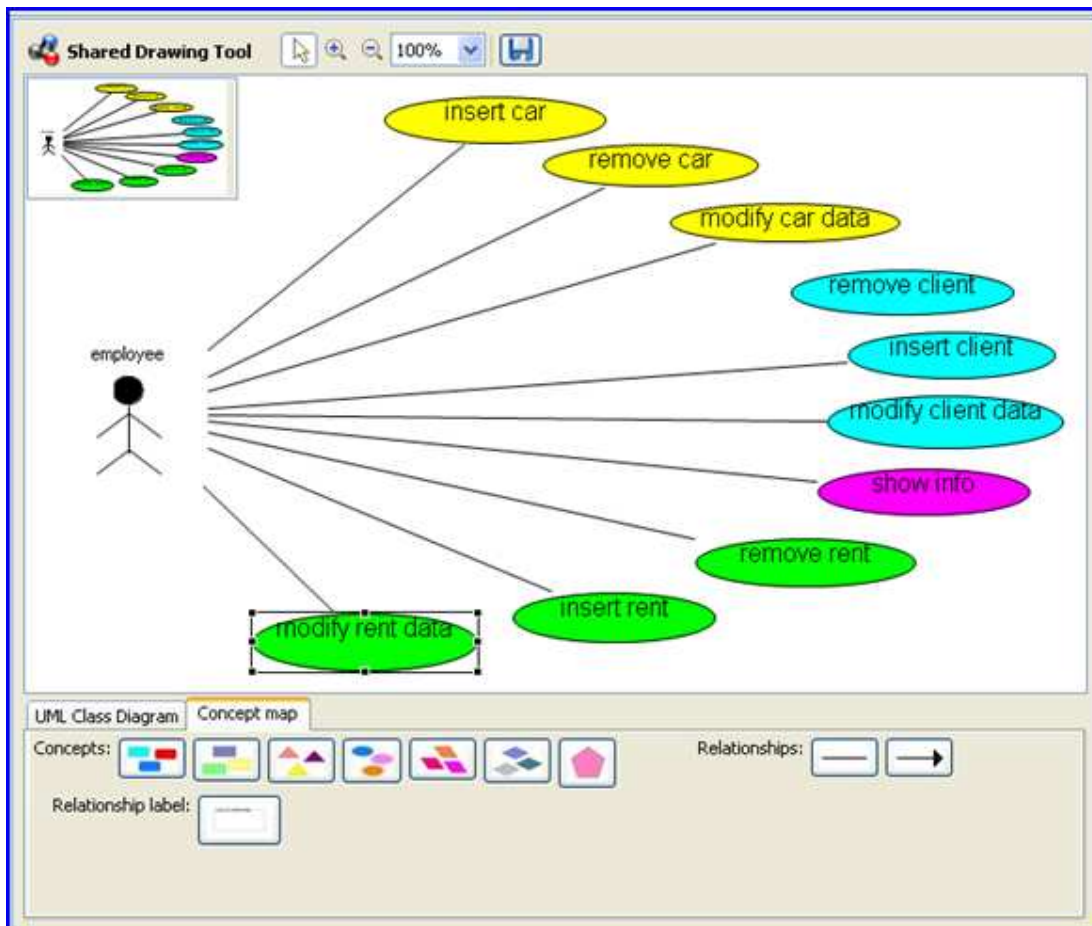 Shared Drawing Tool
100%
insert car
remove car
modify car data
remove client
insert client
employee
modify client data
show info
remove rent
insert rent
modify rent data
UML Class Diagram
Concept map
Concepts:
Relationships:
Relationship label: